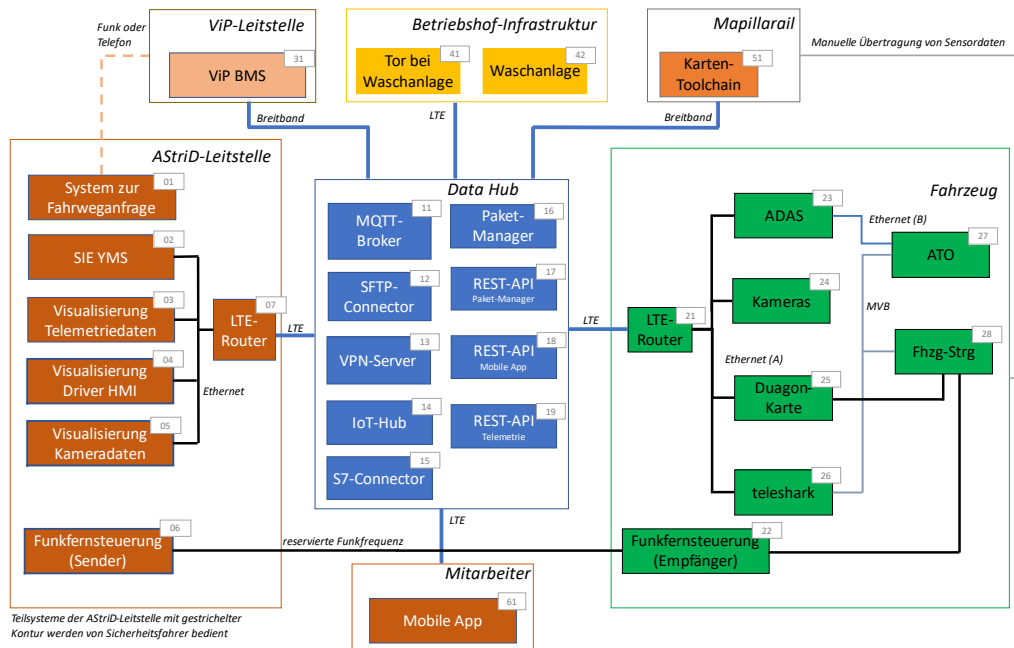 Funk oder
Telefon
ViP-Leitstelle
31
ViP BMS
Breitband
Betriebshof-Infrastruktur
41
Tor bei
Waschanlage
42
Waschanlage
LTE
Mapillarail
51
Karten-
Toolchain
Breitband
Manuelle Übertragung von Sensordaten
AStriD-Leitstelle
01
System zur
Fahrweganfrage
02
SIE YMS
03
Visualisierung
Telemetriedaten
04
Visualisierung
Driver HMI
05
Visualisierung
Kameradaten
Ethernet
07
LTE-
Router
LTE
06
Funkfernsteuerung
(Sender)
reservierte Funkfrequenz
Teilsysteme der AStriD-Leitstelle mit gestrichelter
Kontur werden von Sicherheitsfahrer bedient
Data Hub
11
MQTT-
Broker
12
SFTP-
Connector
13
VPN-Server
14
IoT-Hub
15
S7-Connector
16
Paket-
Manager
17
REST-API
Paket-Manager
18
REST-API
Mobile App
19
REST-API
Telemetrie
LTE
LTE
Mitarbeiter
61
Mobile App
Fahrzeug
21
LTE-
Router
Ethernet (A)
23
ADAS
Ethernet (B)
27
ATO
24
Kameras
MVB
28
Fhzg-Strg
25
Duagon-
Karte
26
teleshark
22
Funkfernsteuerung
(Empfänger)